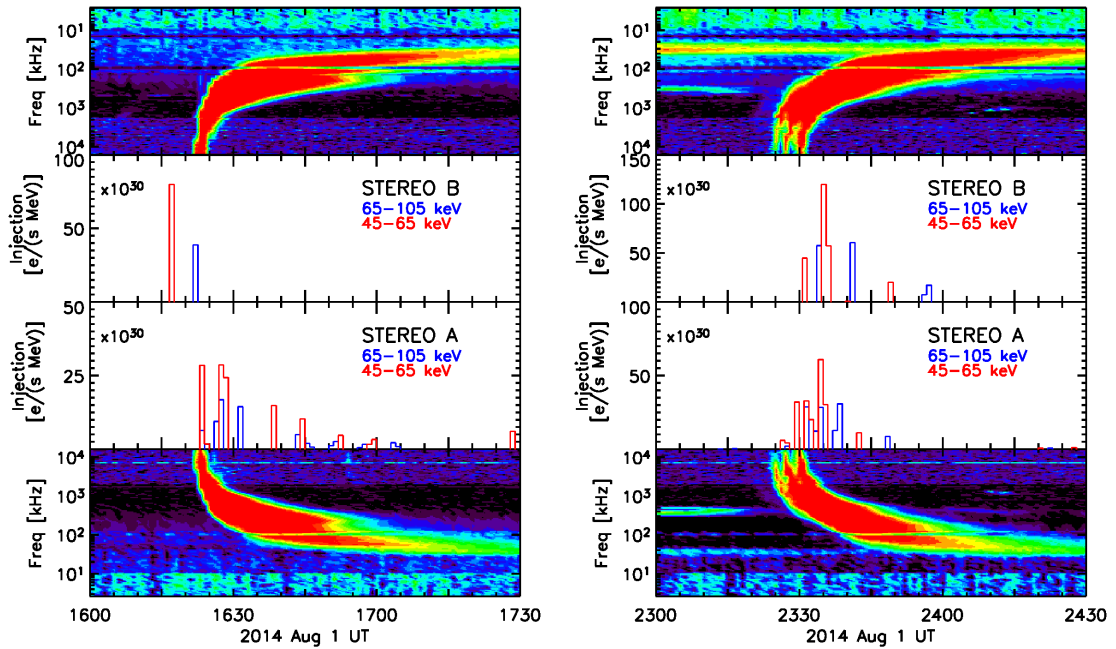 Freq [kHz]
10¹
10²
10³
10⁴
Injection
[e/(s MeV)]
100
50
x10³⁰
STEREO B
65–105 keV
45–65 keV
Injection
[e/(s MeV)]
50
25
x10³⁰
STEREO A
65–105 keV
45–65 keV
Freq [kHz]
10⁴
10³
10²
10¹
1600 1630 1700 1730
2014 Aug 1 UT
Freq [kHz]
10¹
10²
10³
10⁴
Injection
[e/(s MeV)]
150
100
50
x10³⁰
STEREO B
65–105 keV
45–65 keV
Injection
[e/(s MeV)]
100
50
x10³⁰
STEREO A
65–105 keV
45–65 keV
Freq [kHz]
10⁴
10³
10²
10¹
2300 2330 2400 2430
2014 Aug 1 UT